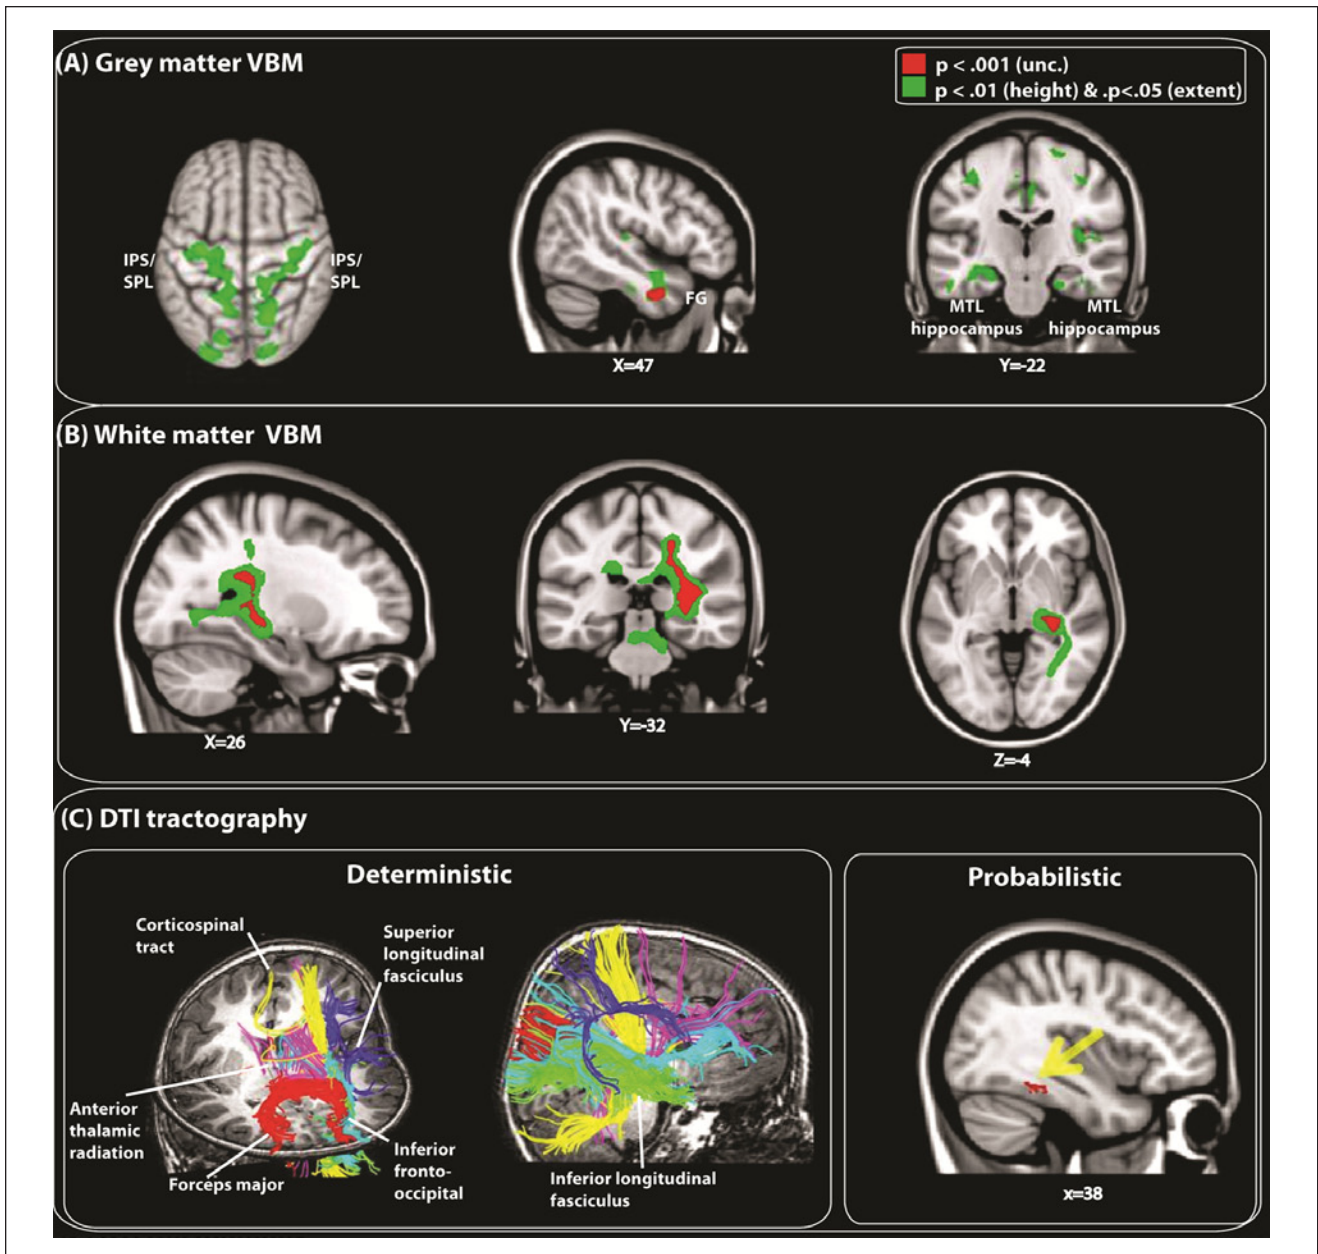 (A) Grey matter VBM
p < .001 (unc.)
p < .01 (height) & .p<.05 (extent)
IPS/
SPL
IPS/
SPL
FG
X=47
MTL
hippocampus
MTL
hippocampus
Y=-22
(B) White matter VBM
X=26
Y=-32
Z=-4
(C) DTI tractography
Deterministic
Corticospinal
tract
Superior
longitudinal
fasciculus
Anterior
thalamic
radiation
Forceps major
Inferior
fronto-
occipital
Inferior longitudinal
fasciculus
Probabilistic
x=38